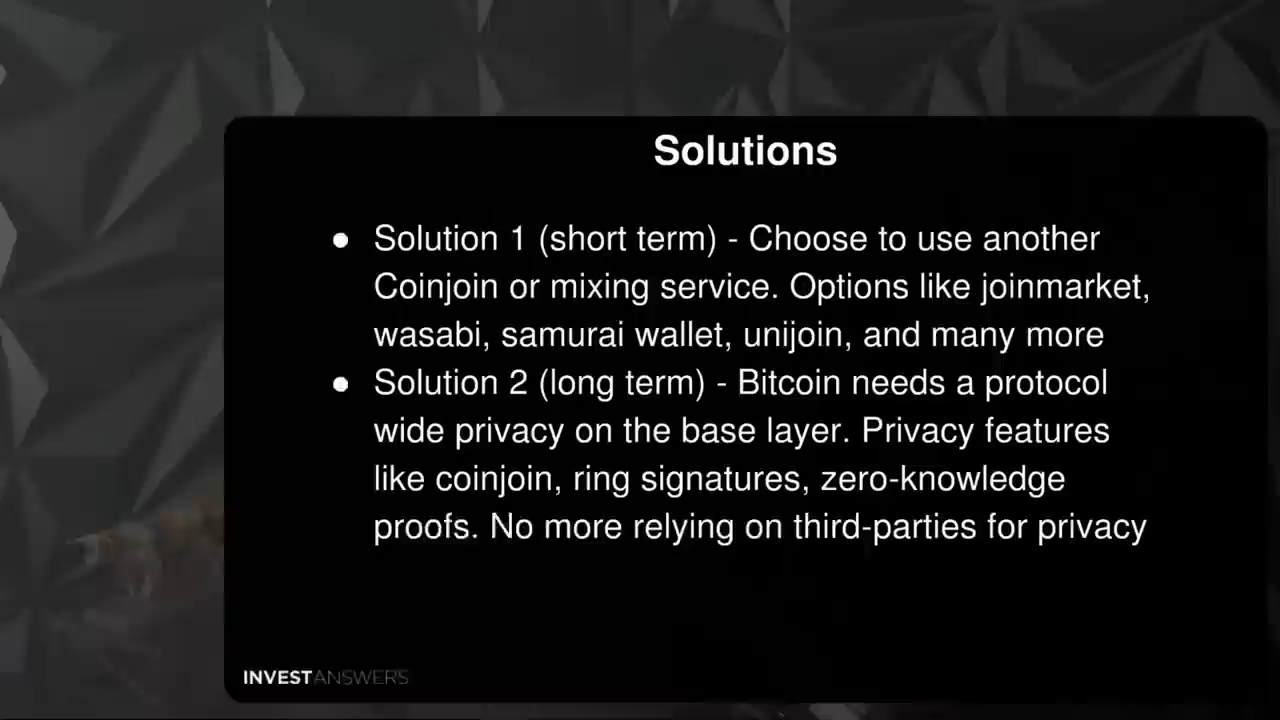 Solutions
● Solution 1 (short term) - Choose to use another
Coinjoin or mixing service. Options like joinmarket,
wasabi, samurai wallet, unijoin, and many more
● Solution 2 (long term) - Bitcoin needs a protocol
wide privacy on the base layer. Privacy features
like coinjoin, ring signatures, zero-knowledge
proofs. No more relying on third-parties for privacy
INVESTANSWERS